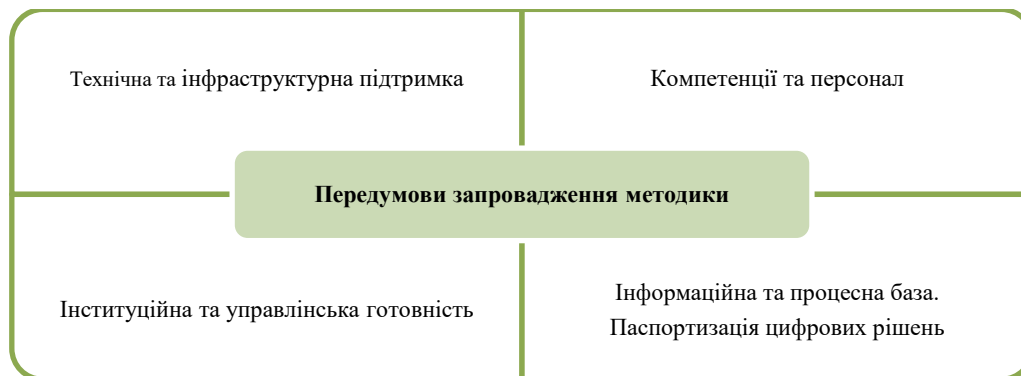 Технічна та інфраструктурна підтримка
Компетенції та персонал
Передумови запровадження методики
Інституційна та управлінська готовність
Інформаційна та процесна база.
Паспортизація цифрових рішень